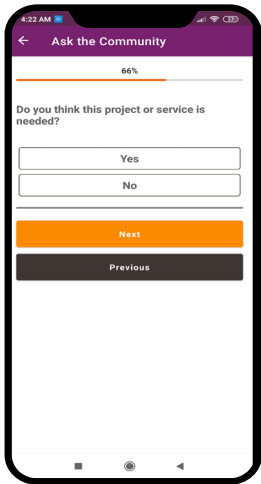 4:22 AM
Ask the Community
66%
Do you think this project or service is
needed?
Yes
No
Next
Previous